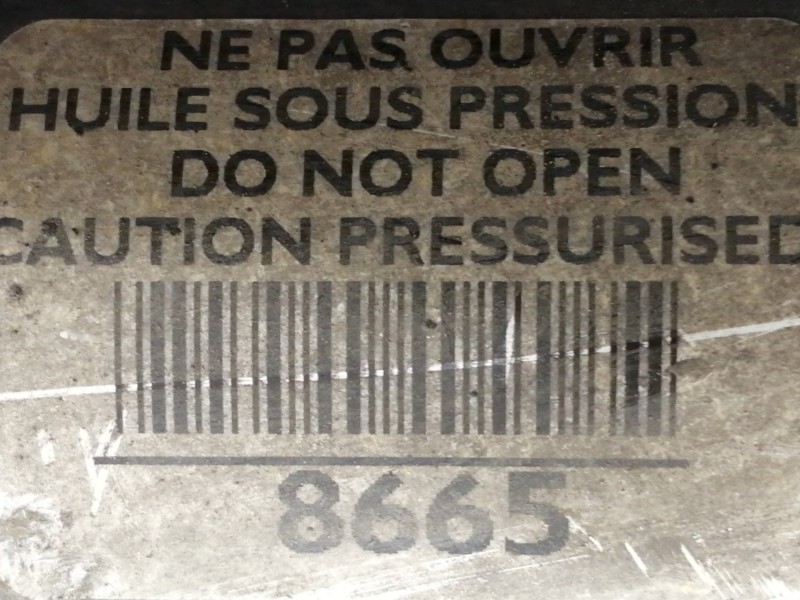 NE PAS OUVRIR
HUILE SOUS PRESSION
DO NOT OPEN
CAUTION PRESSURISED
8665